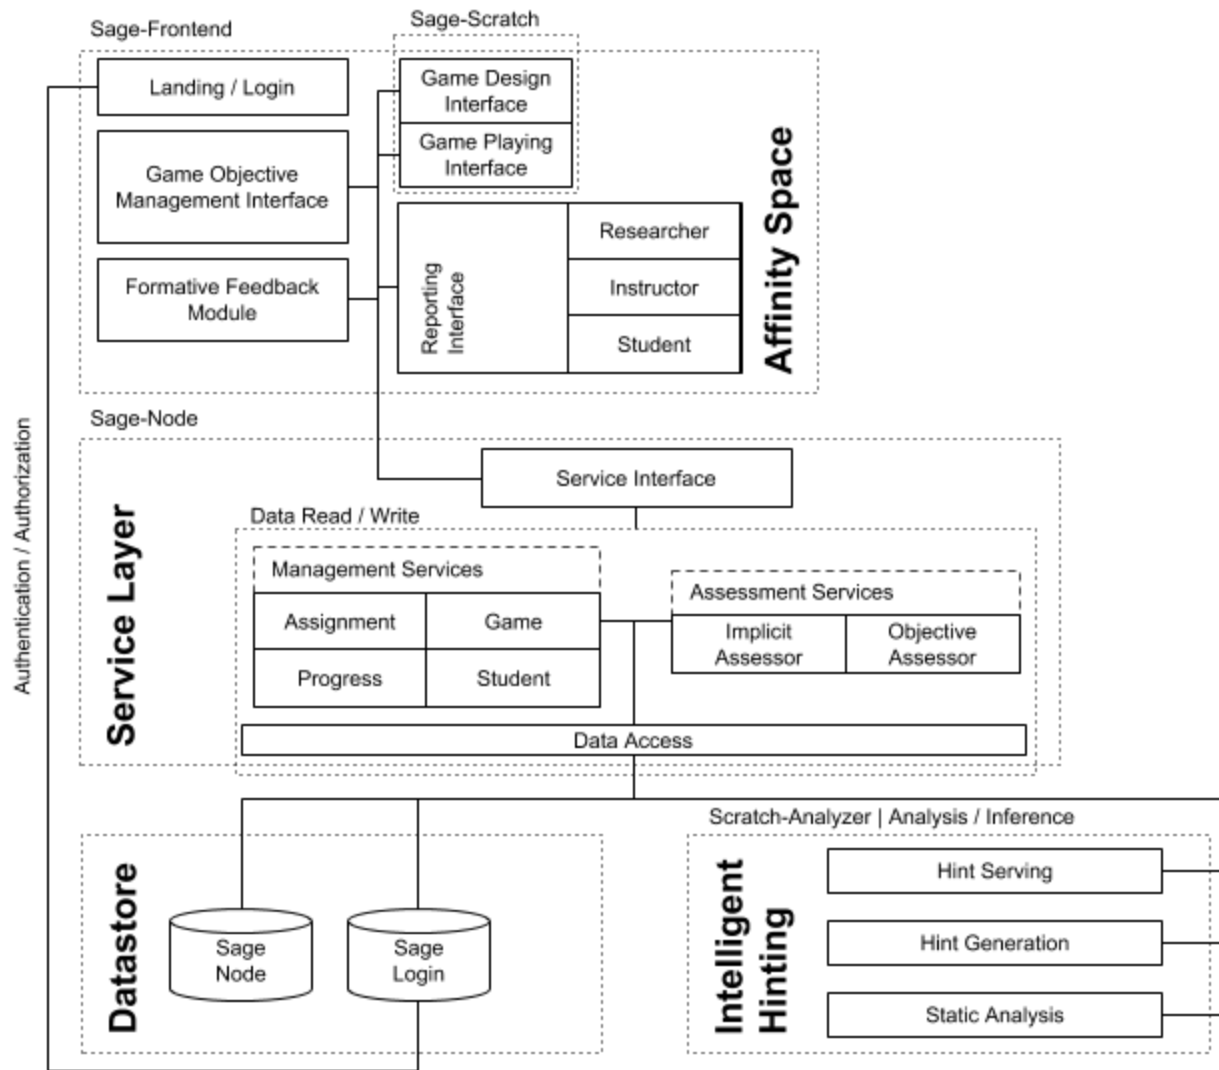 Sage-Scratch
Sage-Frontend
Landing / Login
Game Design
Interface
Game Playing
Interface
Game Objective
Management Interface
Formative Feedback
Module
Reporting
Interface
Researcher
Instructor
Student
Affinity Space
Authentication / Authorization
Sage-Node
Service Layer
Service Interface
Data Read / Write
Management Services
Assignment
Game
Progress
Student
Assessment Services
Implicit
Assessor
Objective
Assessor
Data Access
Datastore
Sage
Node
Sage
Login
Scratch-Analyzer | Analysis / Inference
Intelligent
Hinting
Hint Serving
Hint Generation
Static Analysis